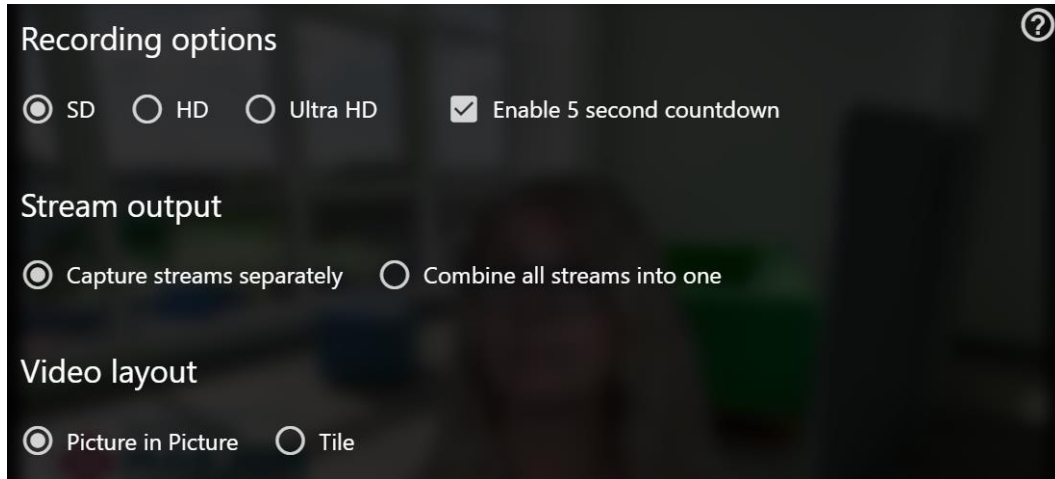 Recording options
SD HD Ultra HD Enable 5 second countdown
Stream output
Capture streams separately Combine all streams into one
Video layout
Picture in Picture Tile